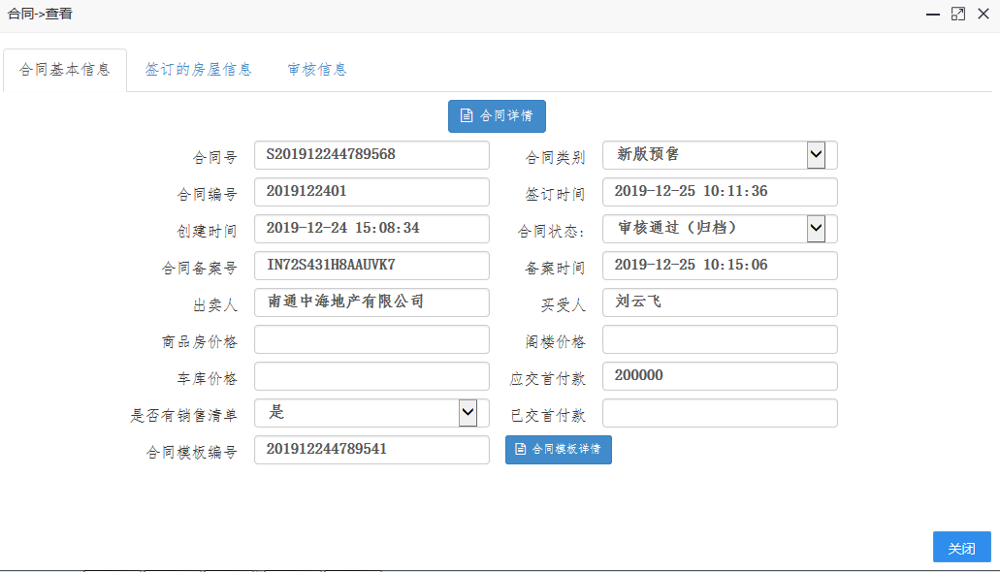 合同->查看
合同基本信息 签订的房屋信息 审核信息
合同详情
合同号 S201912244789568 合同类别 新版预售
合同编号 2019122401 签订时间 2019-12-25 10:11:36
创建时间 2019-12-24 15:08:34 合同状态: 审核通过（归档）
合同备案号 IN72S431H8AAUVK7 备案时间 2019-12-25 10:15:06
出卖人 南通中海地产有限公司 买受人 刘云飞
商品房价格 阁楼价格
车库价格 应交首付款 200000
是否有销售清单 是 已交首付款
合同模板编号 201912244789541 合同模板详情
关闭